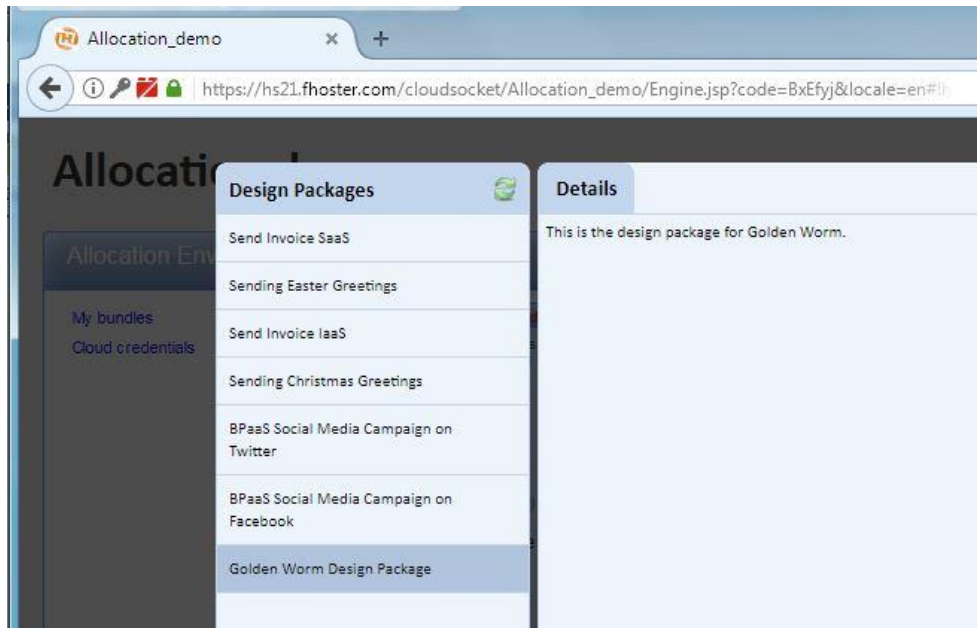 Allocation_demo
https://hs21.fhoster.com/cloudsocket/Allocation_demo/Engine.jsp?code=BxEfyj&locale=en#
Design Packages
Details
Send Invoice SaaS
This is the design package for Golden Worm.
Allocation
Sending Easter Greetings
My bundles
Send Invoice IaaS
Cloud credentials
Sending Christmas Greetings
BPaaS Social Media Campaign on
Twitter
BPaaS Social Media Campaign on
Facebook
Golden Worm Design Package